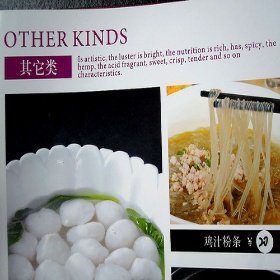 OTHER KINDS
其它类
Is artistic, the luster is bright, the nutrition is rich, has, spicy, the
hemp, the acid fragrant, sweet, crisp, tender and so on
characteristics.
鸡汁粉条 ¥